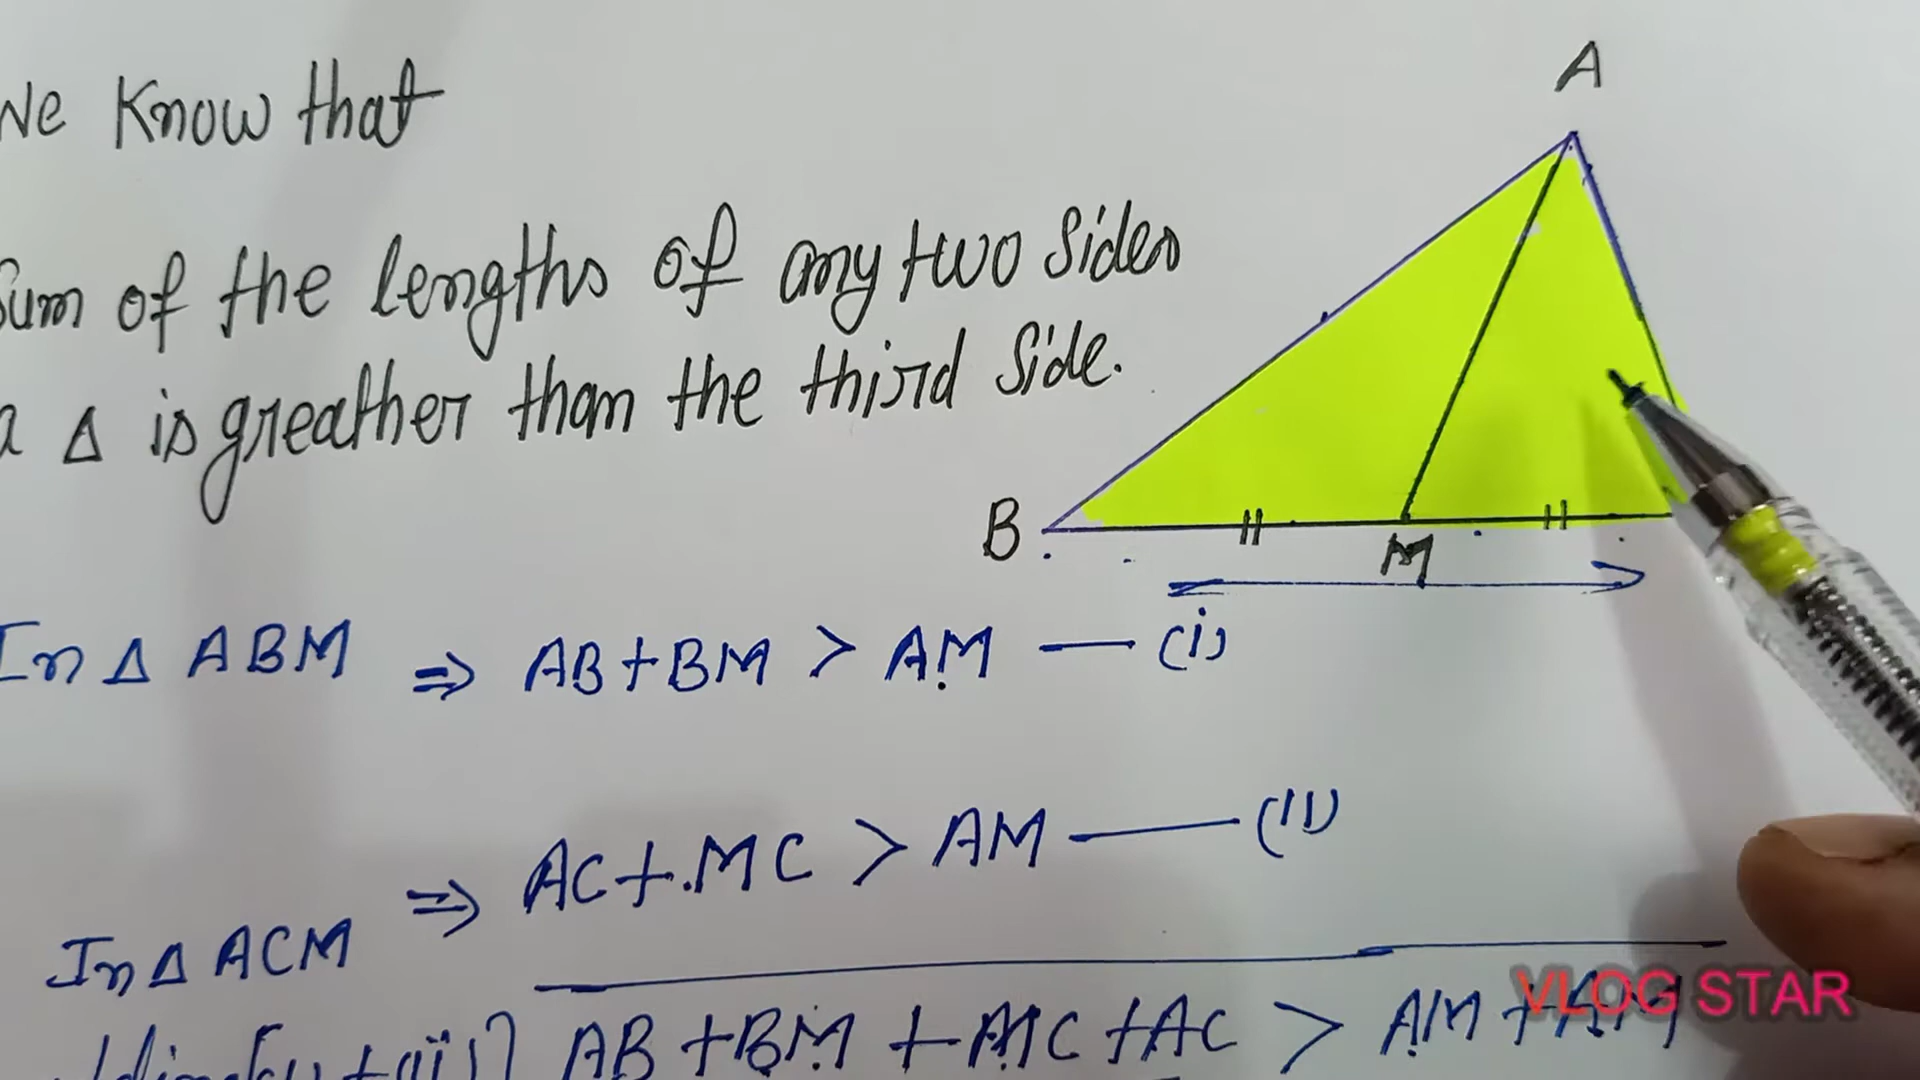 We Know that
Sum of the lengths of any two sides
a Δ is greather than the third side.
A
B
M
In Δ ABM ⇒ AB+BM > AM — (i)
In Δ ACM ⇒ AC+MC > AM — (II)
AB+BM+MC+AC > AM+AM
VLOG STAR